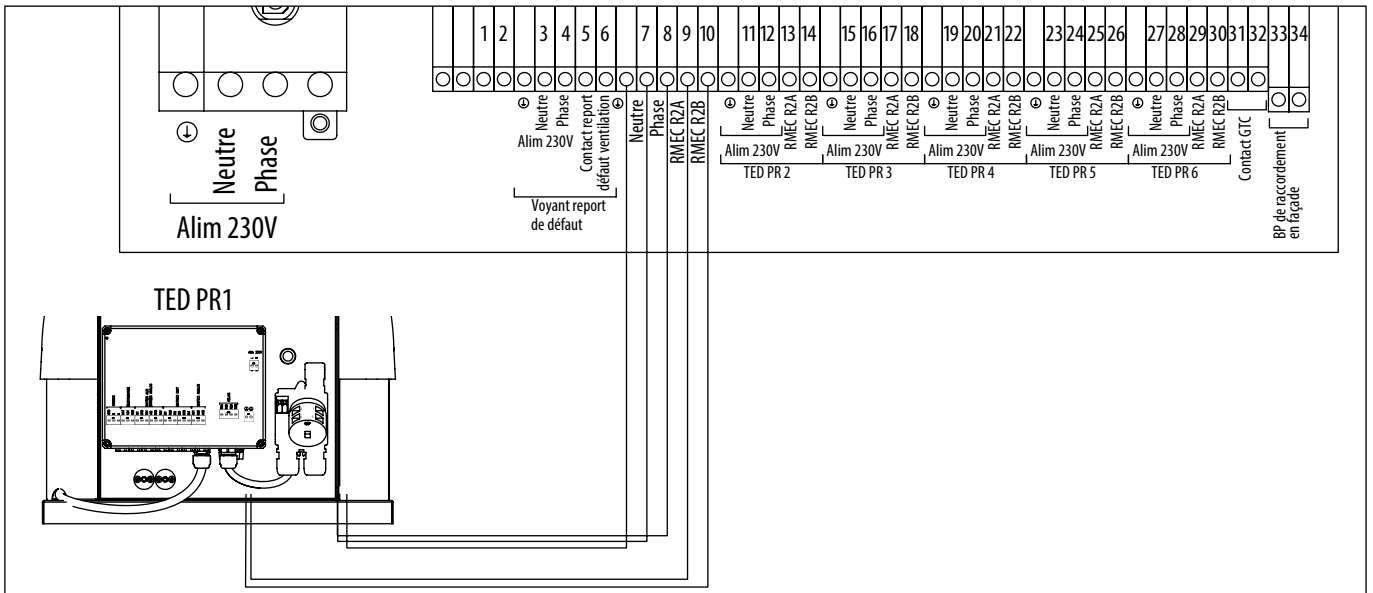 1 2 3 4 5 6 7 8 9 10 11 12 13 14 15 16 17 18 19 20 21 22 23 24 25 26 27 28 29 30 31 32 33 34
Neutre
Phase
Alim 230V
Neutre
Phase
Alim 230V
Contact report
défaut ventilation
Voyant report
de défaut
Neutre
Phase
RMEC R2A
RMEC R2B
Neutre
Phase
Alim 230V
RMEC R2A
RMEC R2B
TED PR 2
Neutre
Phase
Alim 230V
RMEC R2A
RMEC R2B
TED PR 3
Neutre
Phase
Alim 230V
RMEC R2A
RMEC R2B
TED PR 4
Neutre
Phase
Alim 230V
RMEC R2A
RMEC R2B
TED PR 5
Neutre
Phase
Alim 230V
RMEC R2A
RMEC R2B
TED PR 6
Contact GTC
BP de raccordement
en façade
TED PR1